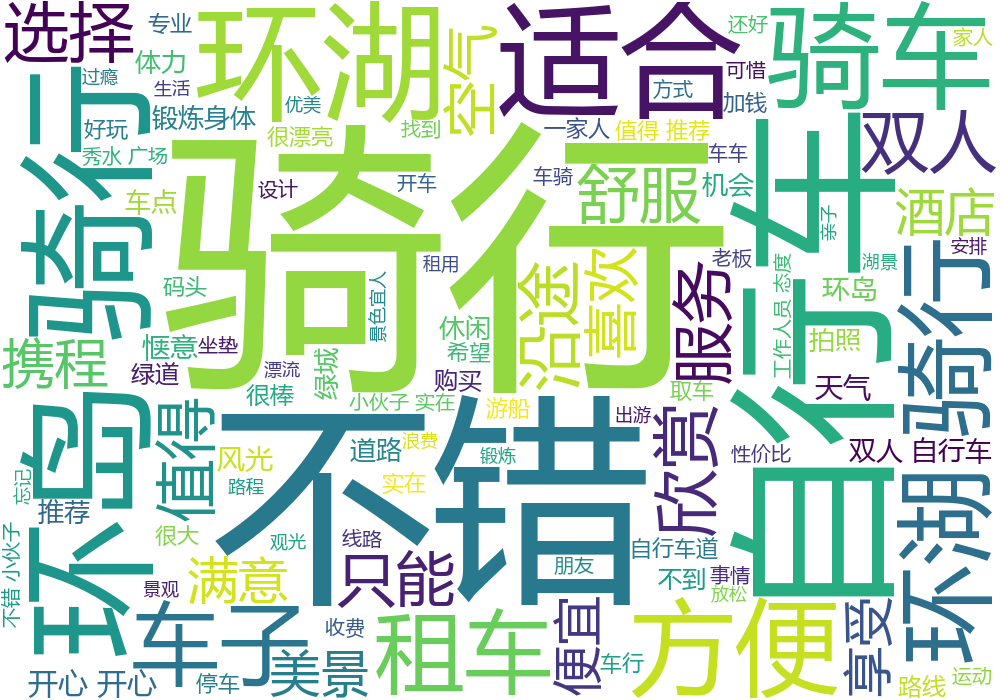 选择
专业
环湖
空气
适合
还好
骑车
家人
体力
过瘾
生活
优美
可惜
方式
加钱
好玩
锻炼身体
很漂亮
找到
一家人
值得 推荐
双人
秀水 广场
环岛 骑行
骑行
车骑
车车
自行车
车点
设计
开车
舒服
机会
酒店
亲子
码头
租用
沿途
喜欢
服务
老板
工作人员 态度
湖景
安排
环岛
环湖 骑行
景色宜人
休闲
希望
拍照
携程
惬意
坐垫
绿道
漂流
绿城
很棒
购买
取车
天气
小伙子 实在
游船
出游
不错
值得
风光
道路
浪费
欣赏
性价比
双人 自行车
忘记
推荐
路程
实在
锻炼
很大
观光
线路
自行车道
不错 小伙子
满意
只能
朋友
不到
事情
放松
景观
车子
收费
租车
便宜
方便
享受
开心 开心
停车
美景
车行
路线
运动